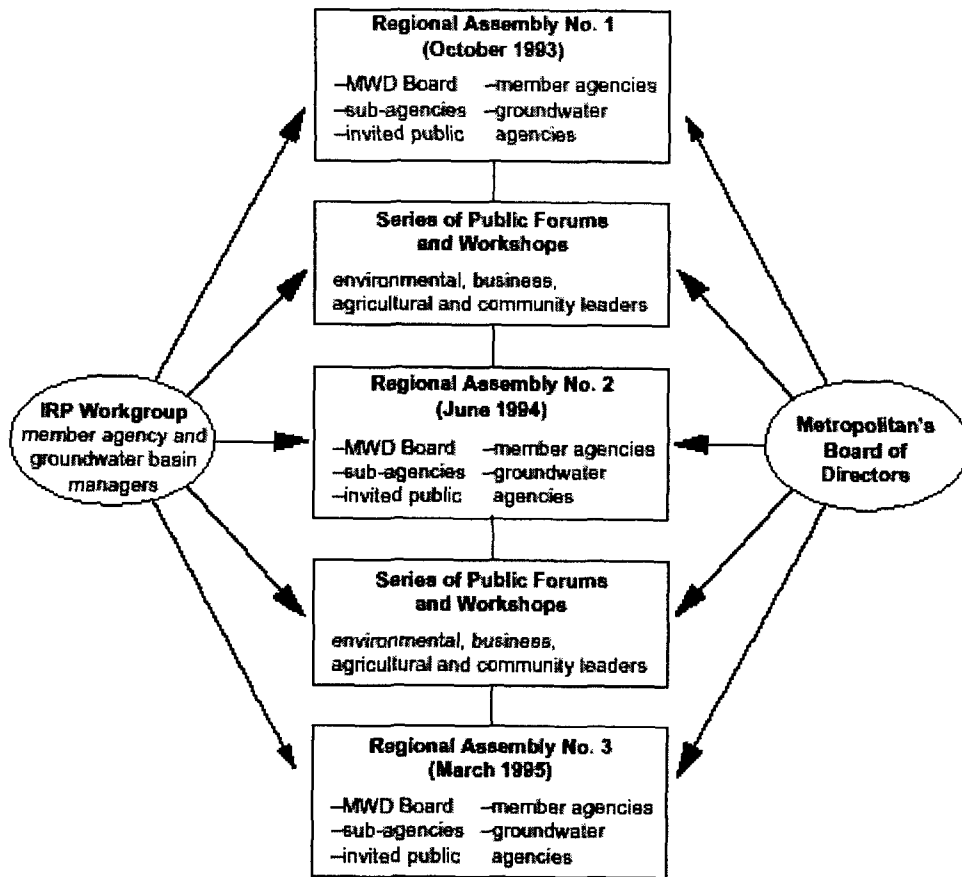 Regional Assembly No. 1
(October 1993)
–MWD Board –member agencies
–sub-agencies –groundwater
–invited public agencies
Series of Public Forums
and Workshops
environmental, business,
agricultural and community leaders
IRP Workgroup
member agency and
groundwater basin
managers
Regional Assembly No. 2
(June 1994)
–MWD Board –member agencies
–sub-agencies –groundwater
–invited public agencies
Metropolitan's
Board of
Directors
Series of Public Forums
and Workshops
environmental, business,
agricultural and community leaders
Regional Assembly No. 3
(March 1995)
–MWD Board –member agencies
–sub-agencies –groundwater
–invited public agencies